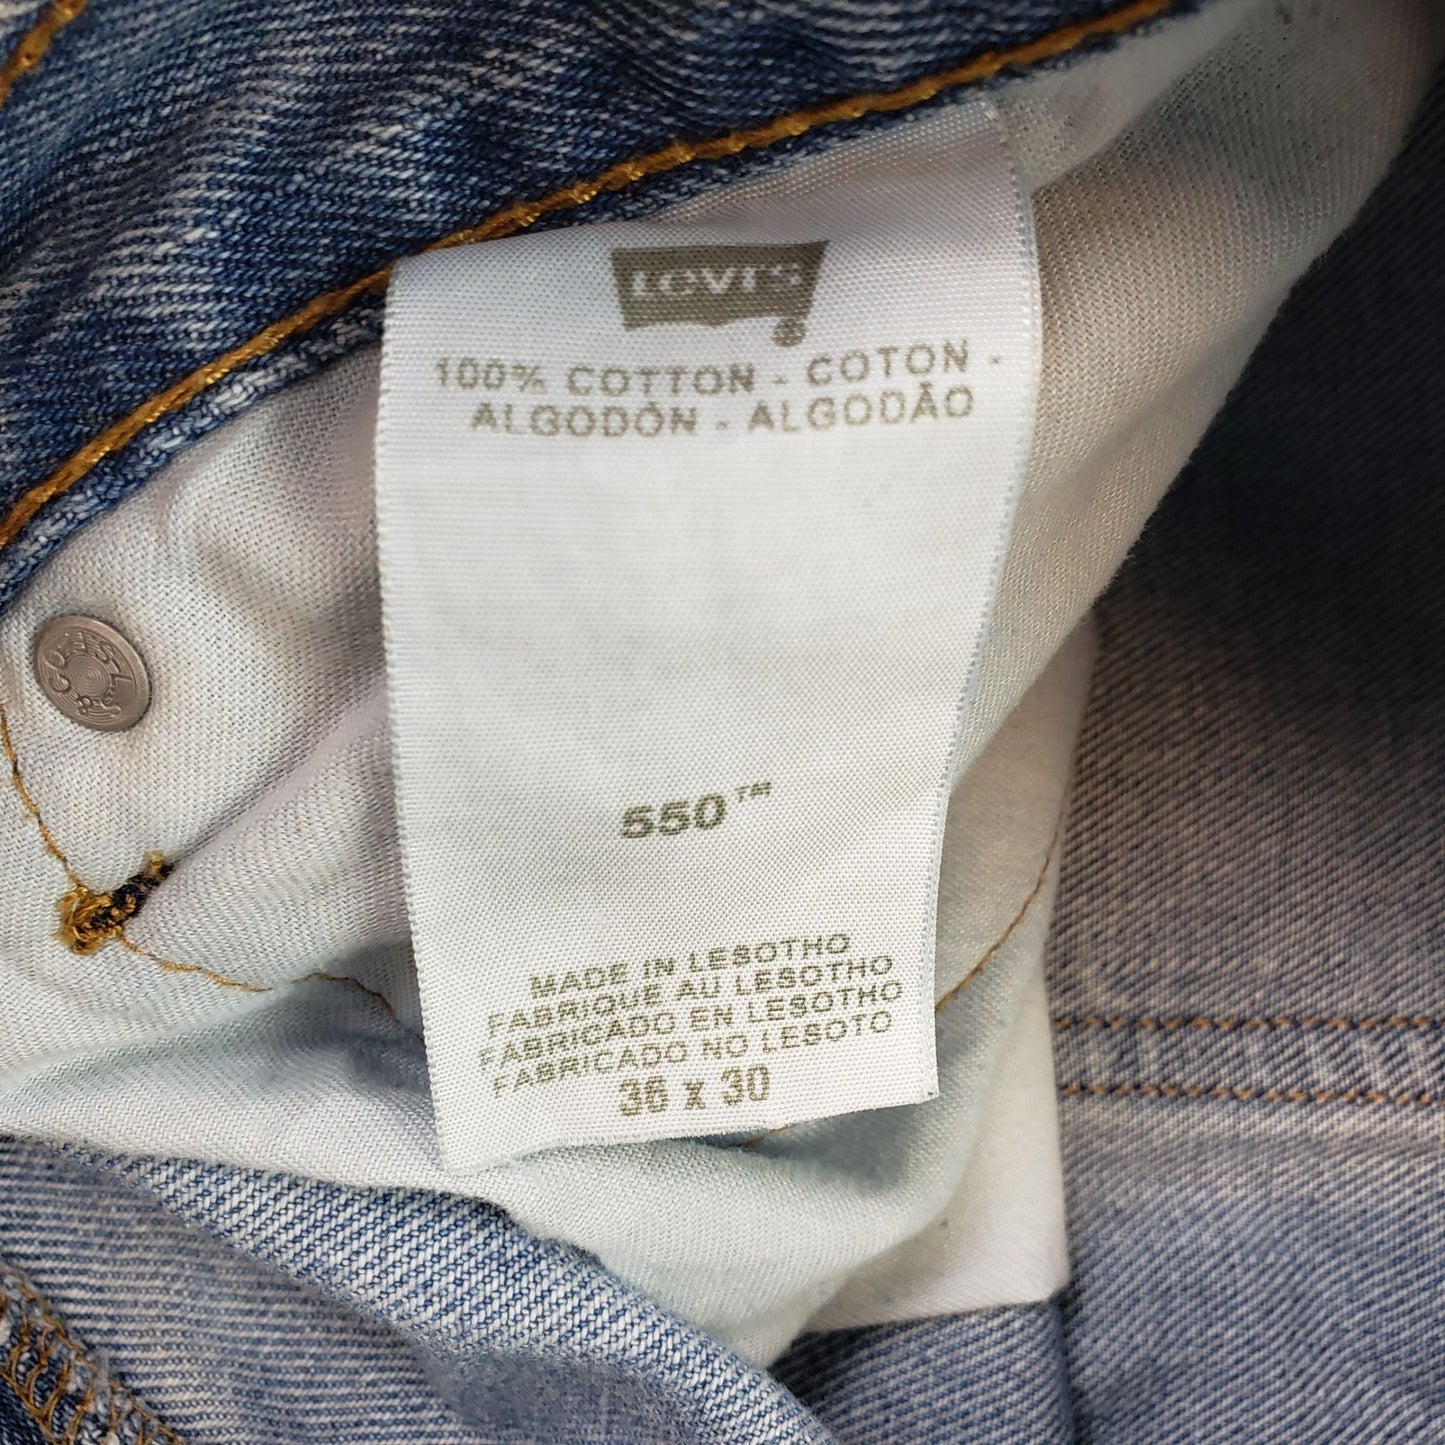 Levi's®
100% COTTON - COTON -
ALGODÓN - ALGODÃO
550™
MADE IN LESOTHO
FABRIQUE AU LESOTHO
FABRICADO EN LESOTHO
FABRICADO NO LESOTO
36 x 30